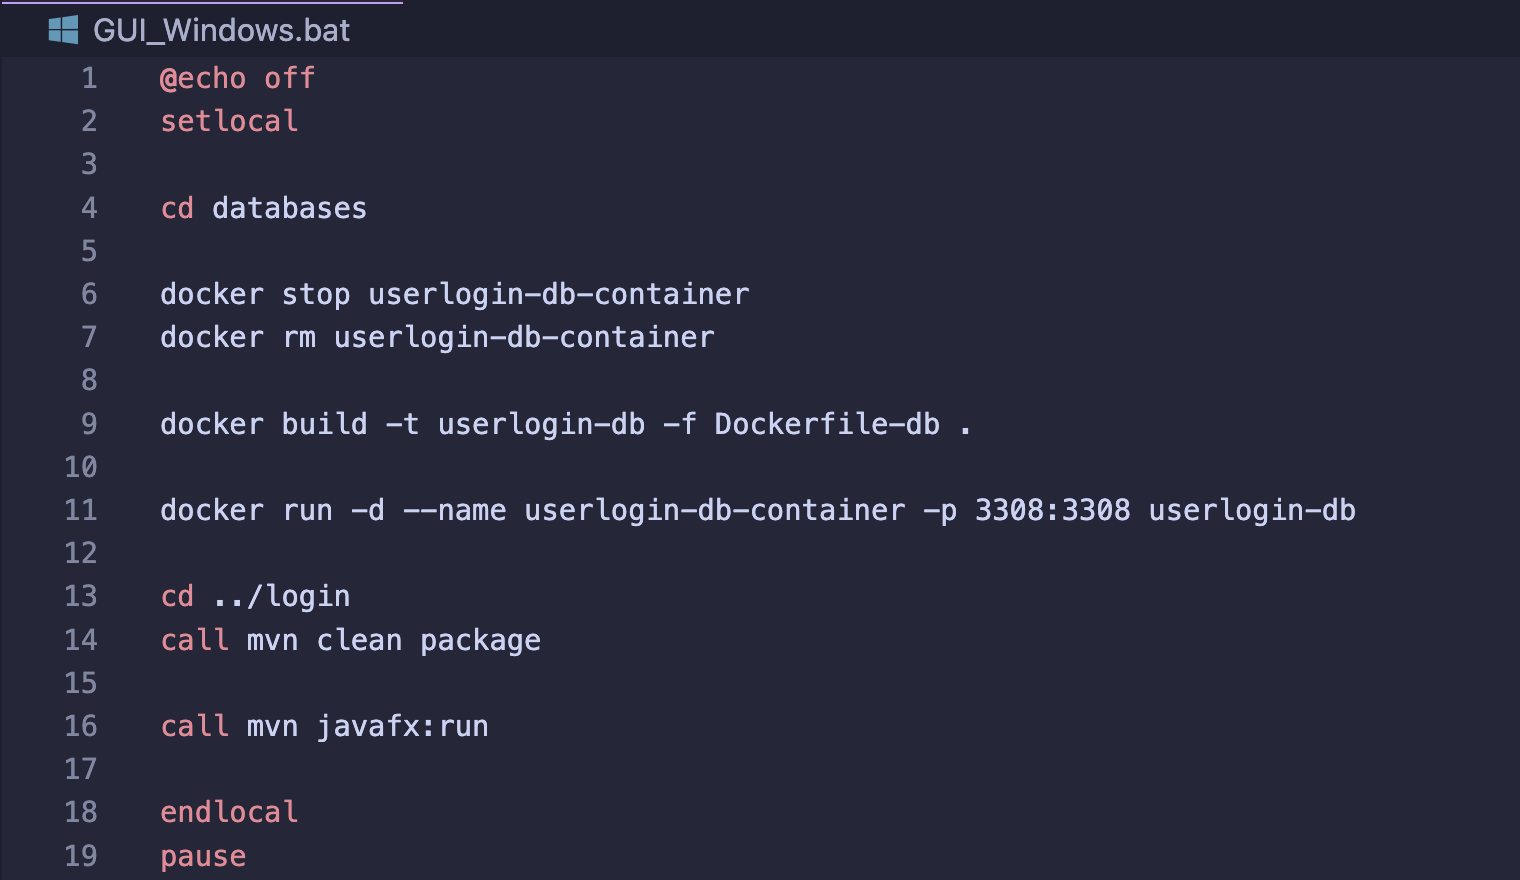 GUI_Windows.bat
1 @echo off
2 setlocal
3
4 cd databases
5
6 docker stop userlogin-db-container
7 docker rm userlogin-db-container
8
9 docker build -t userlogin-db -f Dockerfile-db .
10
11 docker run -d --name userlogin-db-container -p 3308:3308 userlogin-db
12
13 cd ../login
14 call mvn clean package
15
16 call mvn javafx:run
17
18 endlocal
19 pause